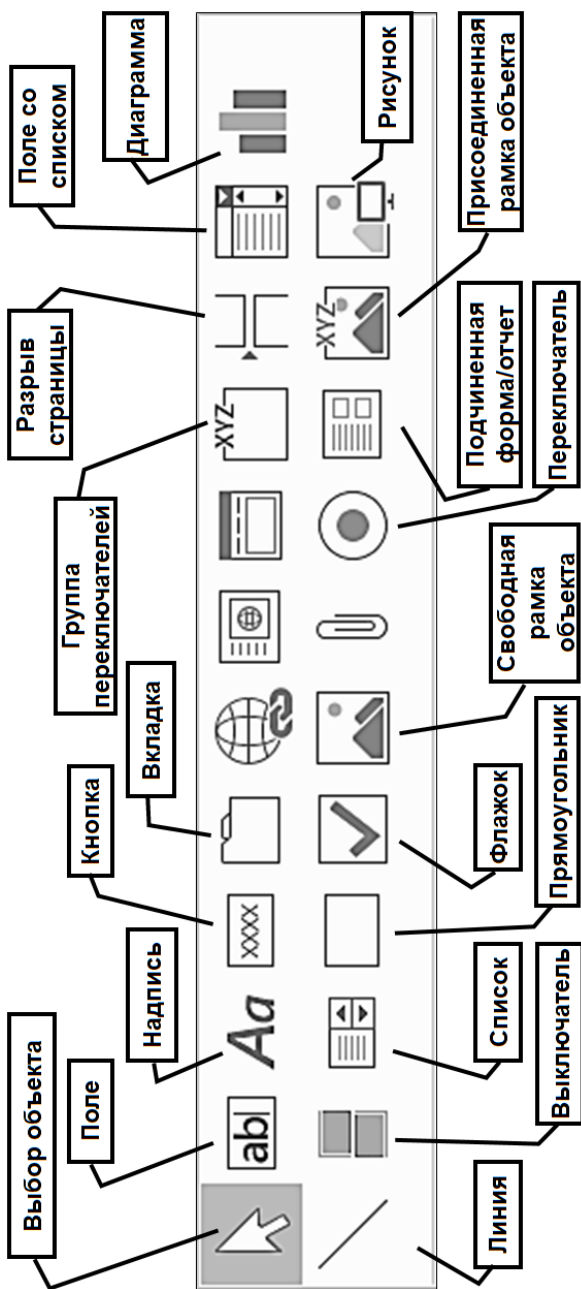 Выбор объекта
Поле
Надпись
Кнопка
Вкладка
Группа
переключателей
Разрыв
страницы
Поле со
списком
Диаграмма
ab
Aa
XXXX
XYZ
XYZ
Линия
Выключатель
Список
Прямоугольник
Флажок
Свободная
рамка
объекта
Переключатель
Подчиненная
форма/отчет
Присоединенная
рамка объекта
Рисунок